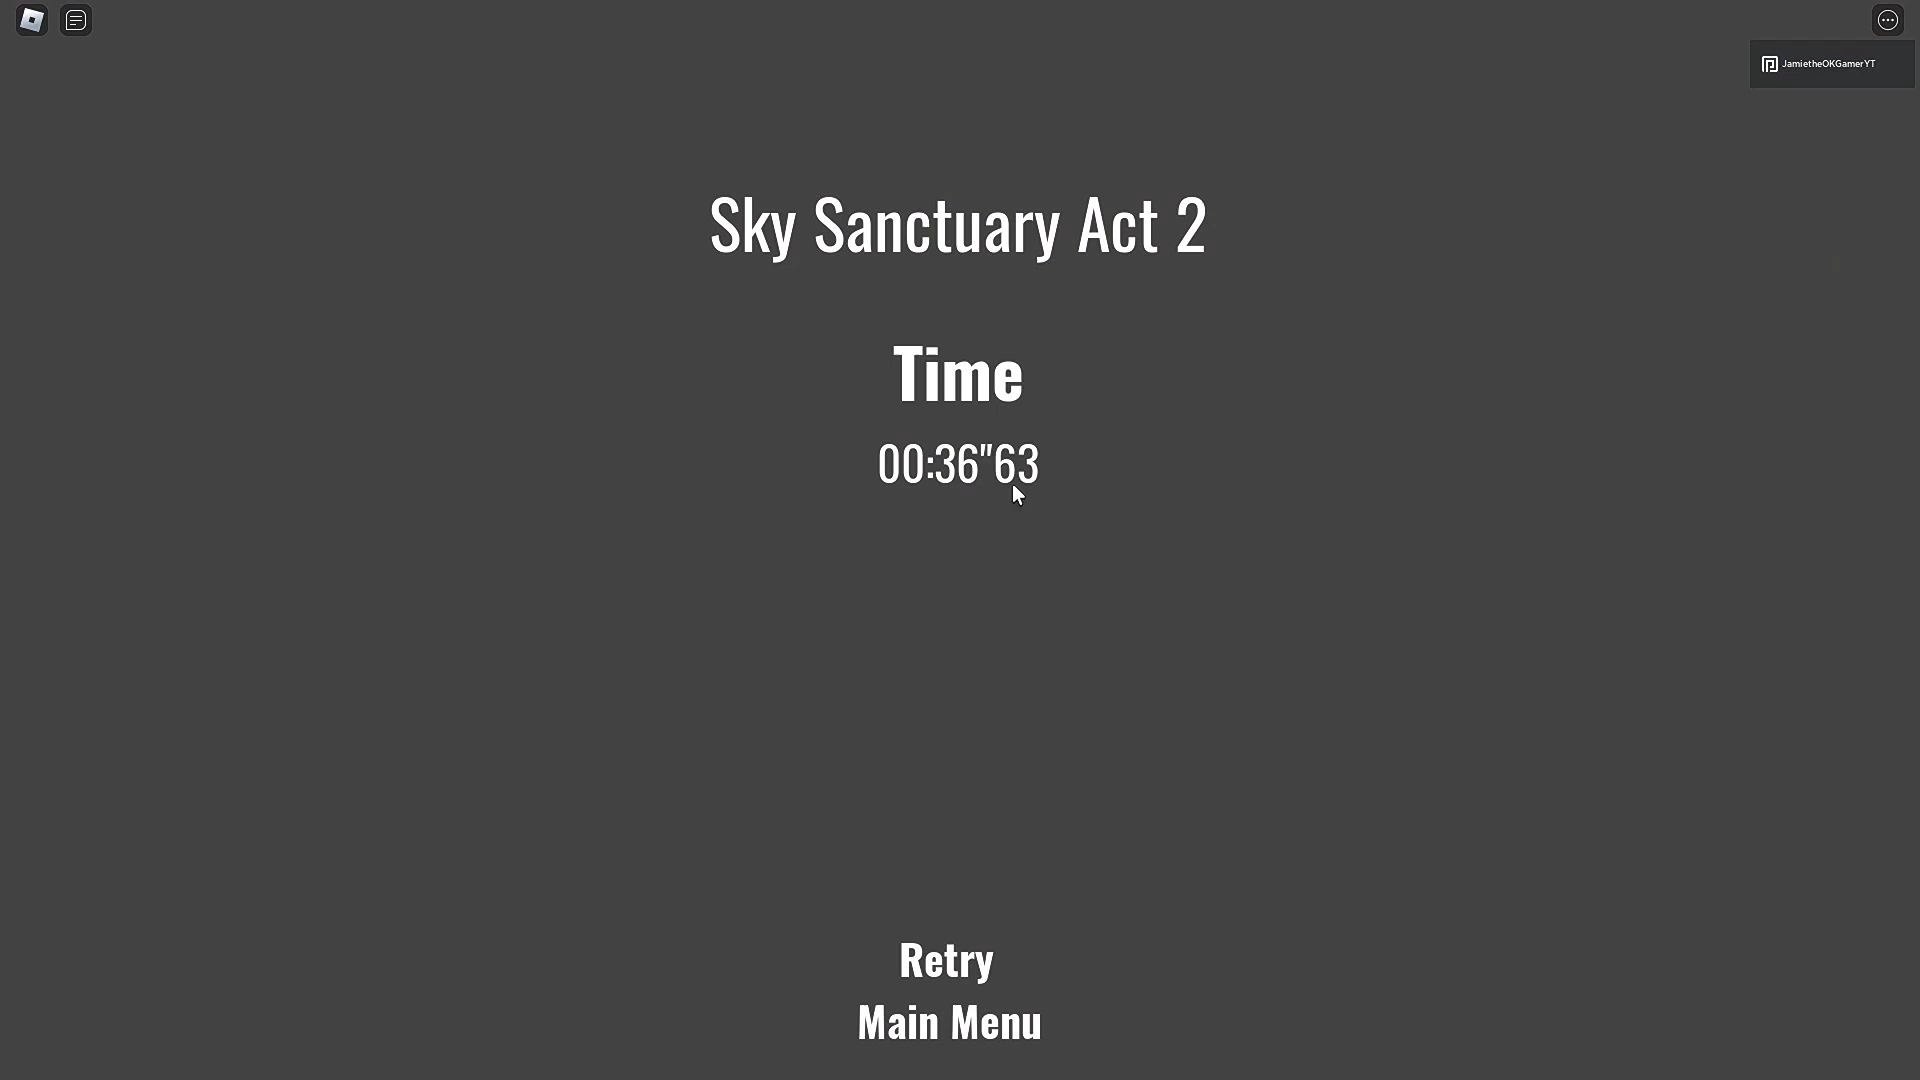 JamietheOKGamerYT
Sky Sanctuary Act 2
Time
00:36"63
Retry
Main Menu